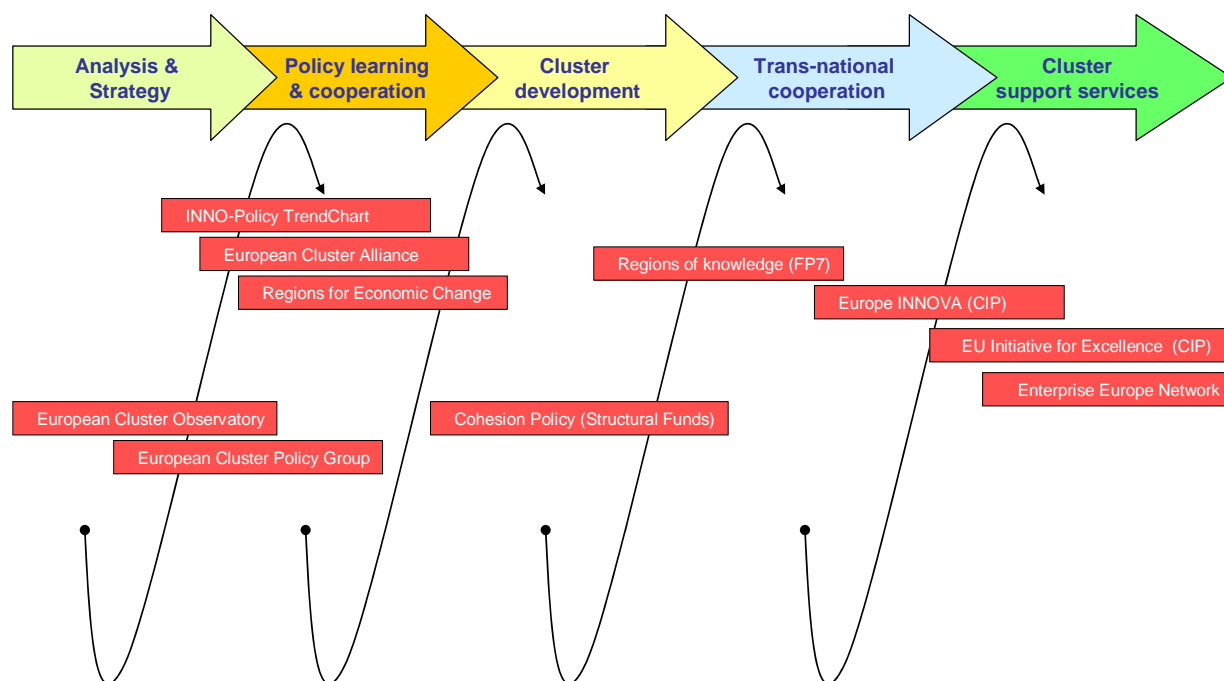 Analysis &
Strategy
Policy learning
& cooperation
Cluster
development
Trans-national
cooperation
Cluster
support services
INNO-Policy TrendChart
European Cluster Alliance
Regions for Economic Change
Regions of knowledge (FP7)
Europe INNOVA (CIP)
EU Initiative for Excellence (CIP)
Enterprise Europe Network
European Cluster Observatory
Cohesion Policy (Structural Funds)
European Cluster Policy Group